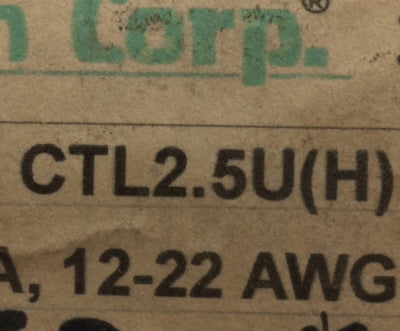 n Corp.®
CTL2.5U(H)
A, 12-22 AWG